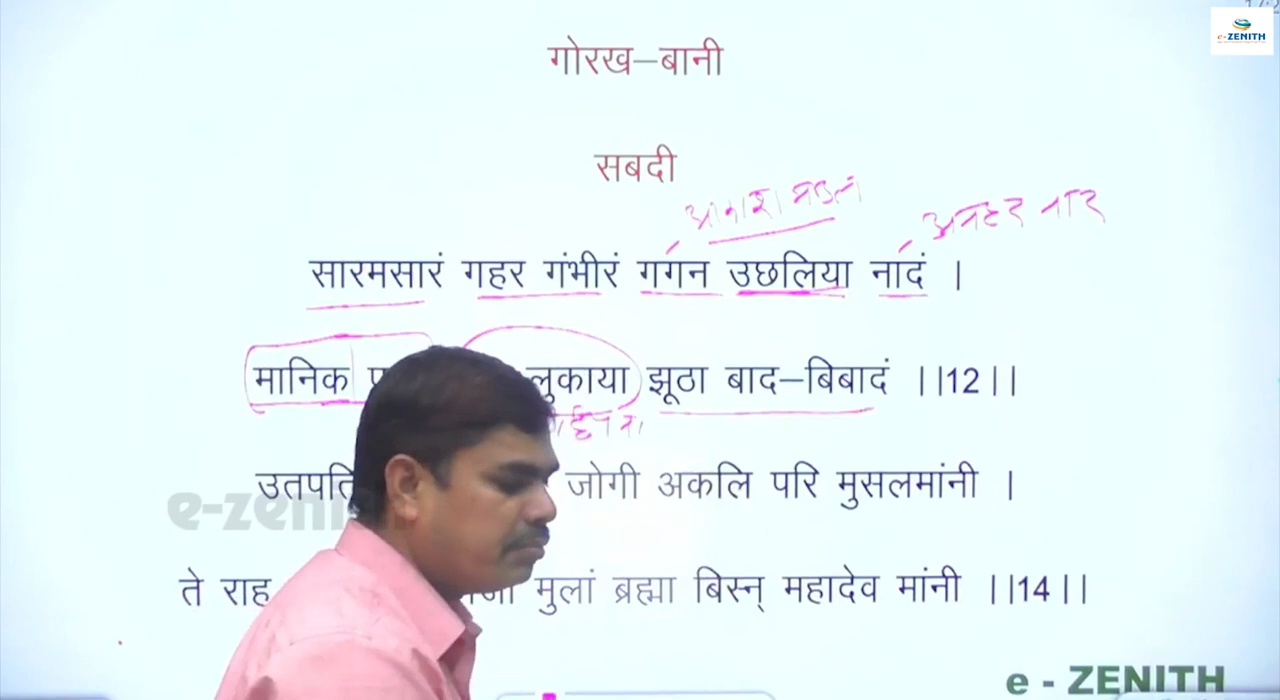 e-ZENITH
गोरख–बानी
सबदी
आकाश मंडल
अनहद नाद
सारमसारं गहर गंभीरं गगन उछलिया नादं ।
मानिक लुकाया झूठा बाद–बिबादं ।।12।।
उतपति जोगी अकलि परि मुसलमांनी ।
e-zenith
ते राह मुलां ब्रह्मा बिस्न् महादेव मांनी ।।14।।
e - ZENITH